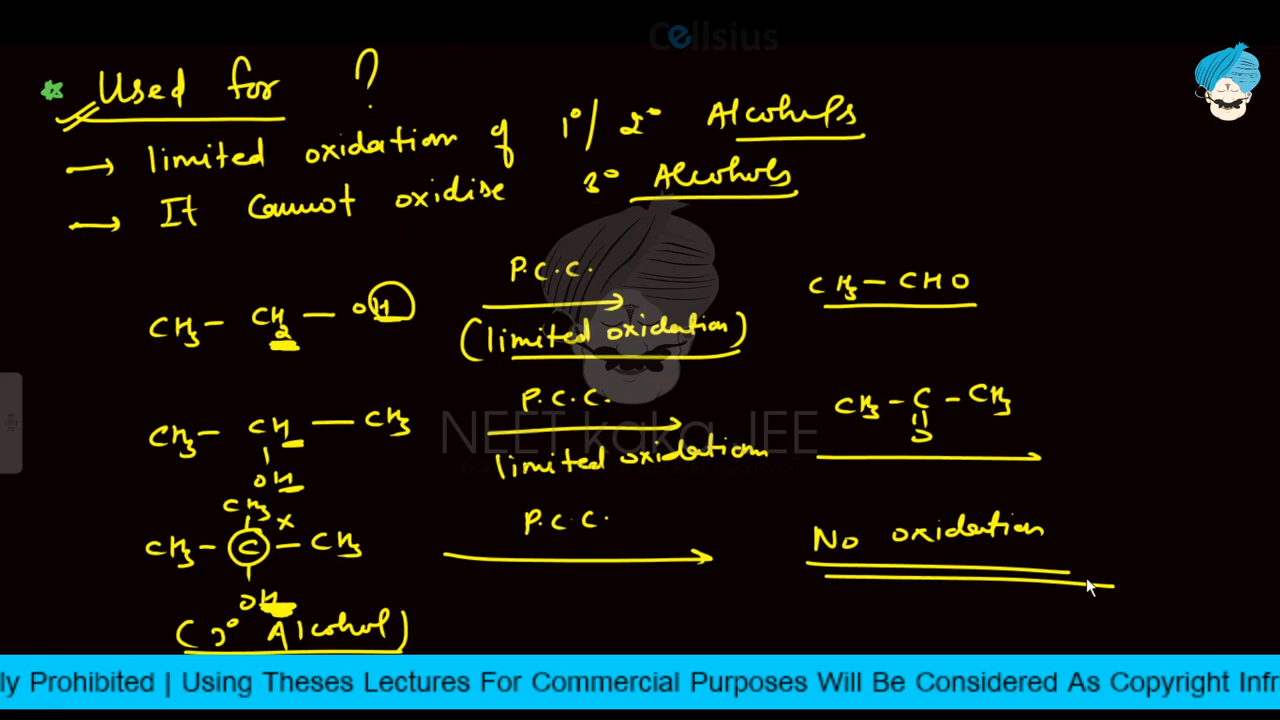 Cellsius
* Used for ?
→ limited oxidation of 1°/2° Alcohols
→ It cannot oxidise 3° Alcohols
CH3 - CH2 - OH P.C.C. (limited oxidation) CH3 - CHO
CH3 - CH - CH3 P.C.C. CH3 - C - CH3
OH limited oxidation O
CH3 x
CH3 - C - CH3 P.C.C. No oxidation
OH
(3° Alcohol)
NEET kaka JEE
ly Prohibited | Using Theses Lectures For Commercial Purposes Will Be Considered As Copyright Infr